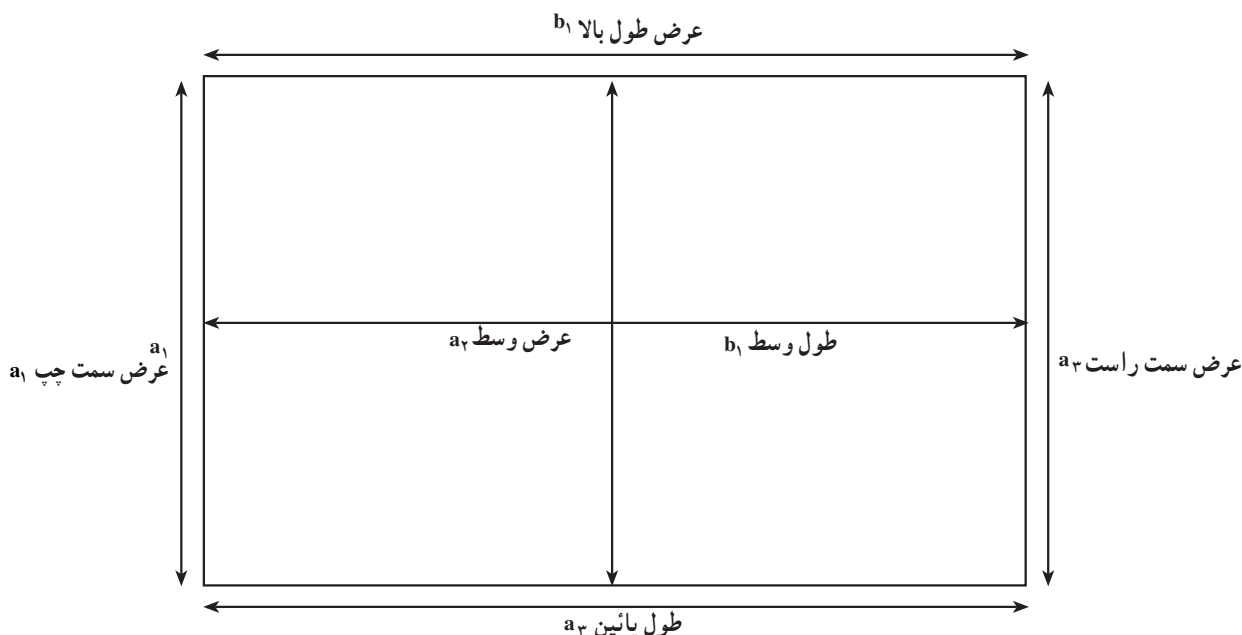 عرض طول بالا b۱
عرض وسط a۲
طول وسط b۱
a۱
عرض سمت چپ a۱
عرض سمت راست a۳
طول پائین a۳